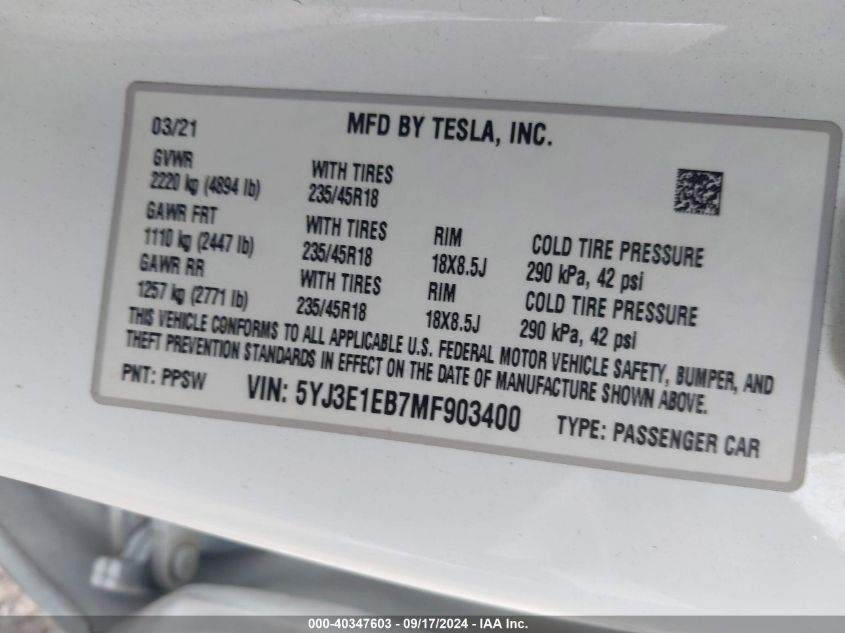 03/21
MFD BY TESLA, INC.
GVWR
2220 kg (4894 lb)
WITH TIRES
235/45R18
GAWR FRT
1110 kg (2447 lb)
WITH TIRES
235/45R18
RIM
18X8.5J
COLD TIRE PRESSURE
290 kPa, 42 psi
GAWR RR
1257 kg (2771 lb)
WITH TIRES
235/45R18
RIM
18X8.5J
COLD TIRE PRESSURE
290 kPa, 42 psi
THIS VEHICLE CONFORMS TO ALL APPLICABLE U.S. FEDERAL MOTOR VEHICLE SAFETY, BUMPER, AND
THEFT PREVENTION STANDARDS IN EFFECT ON THE DATE OF MANUFACTURE SHOWN ABOVE.
PNT: PPSW
VIN: 5YJ3E1EB7MF903400
TYPE: PASSENGER CAR
000-40347603 - 09/17/2024 - IAA Inc.